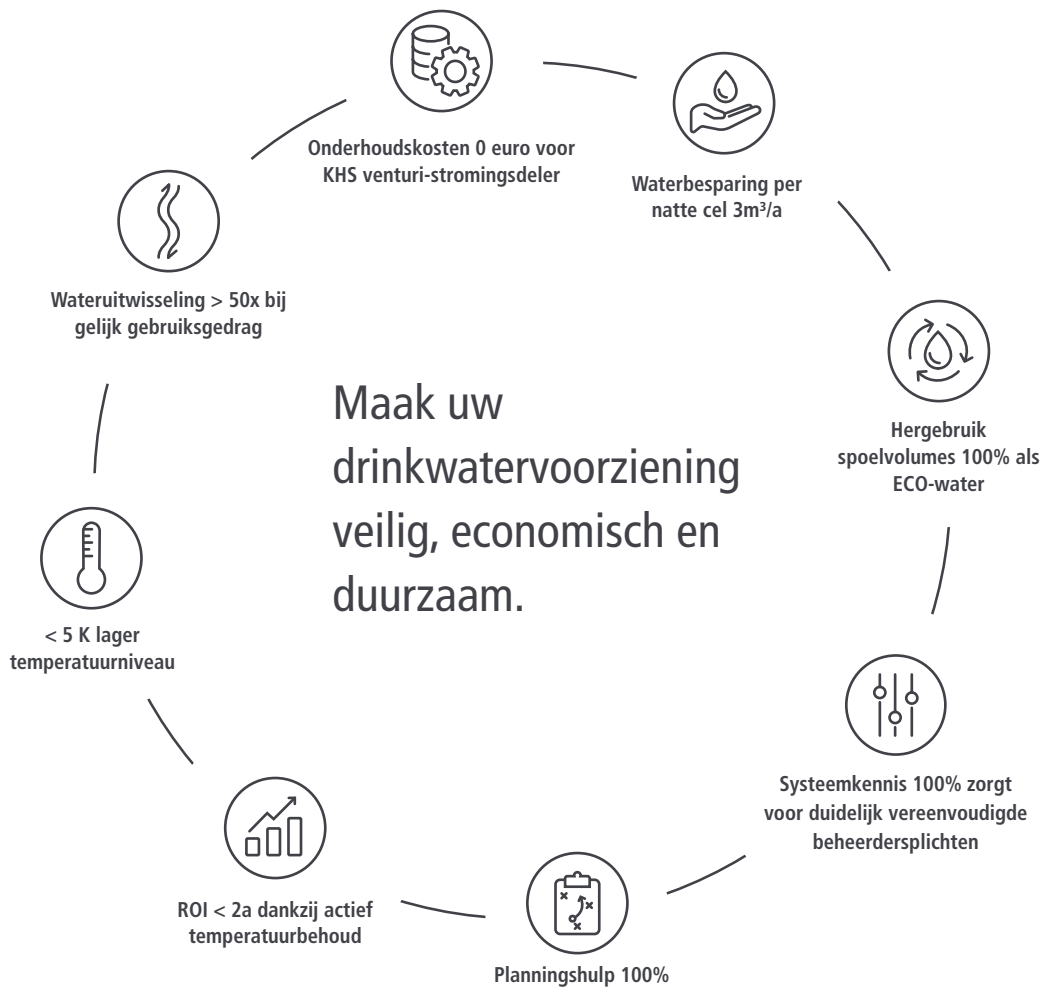 Onderhoudskosten 0 euro voor
KHS venturi-stromingsdeler
Waterbesparing per
natte cel 3m³/a
Hergebruik
spoelvolumes 100% als
ECO-water
Systeemkennis 100% zorgt
voor duidelijk vereenvoudigde
beheerdersplichten
Planningshulp 100%
ROI < 2a dankzij actief
temperatuurbehoud
< 5 K lager
temperatuurniveau
Wateruitwisseling > 50x bij
gelijk gebruiksgedrag
Maak uw
drinkwatervoorziening
veilig, economisch en
duurzaam.